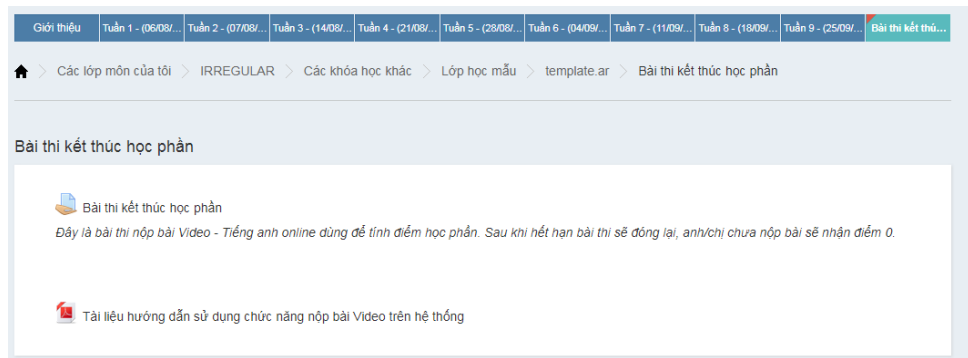 Giới thiệu Tuần 1 - (06/08/... Tuần 2 - (07/08/... Tuần 3 - (14/08/... Tuần 4 - (21/08/... Tuần 5 - (28/08/... Tuần 6 - (04/09/... Tuần 7 - (11/09/... Tuần 8 - (18/09/... Tuần 9 - (25/09/... Bài thi kết thú...
Các lớp môn của tôi > IRREGULAR > Các khóa học khác > Lớp học mẫu > template.ar > Bài thi kết thúc học phần
Bài thi kết thúc học phần
Bài thi kết thúc học phần
Đây là bài thi nộp bài Video - Tiếng anh online dùng để tính điểm học phần. Sau khi hết hạn bài thi sẽ đóng lại, anh/chị chưa nộp bài sẽ nhận điểm 0.
Tài liệu hướng dẫn sử dụng chức năng nộp bài Video trên hệ thống